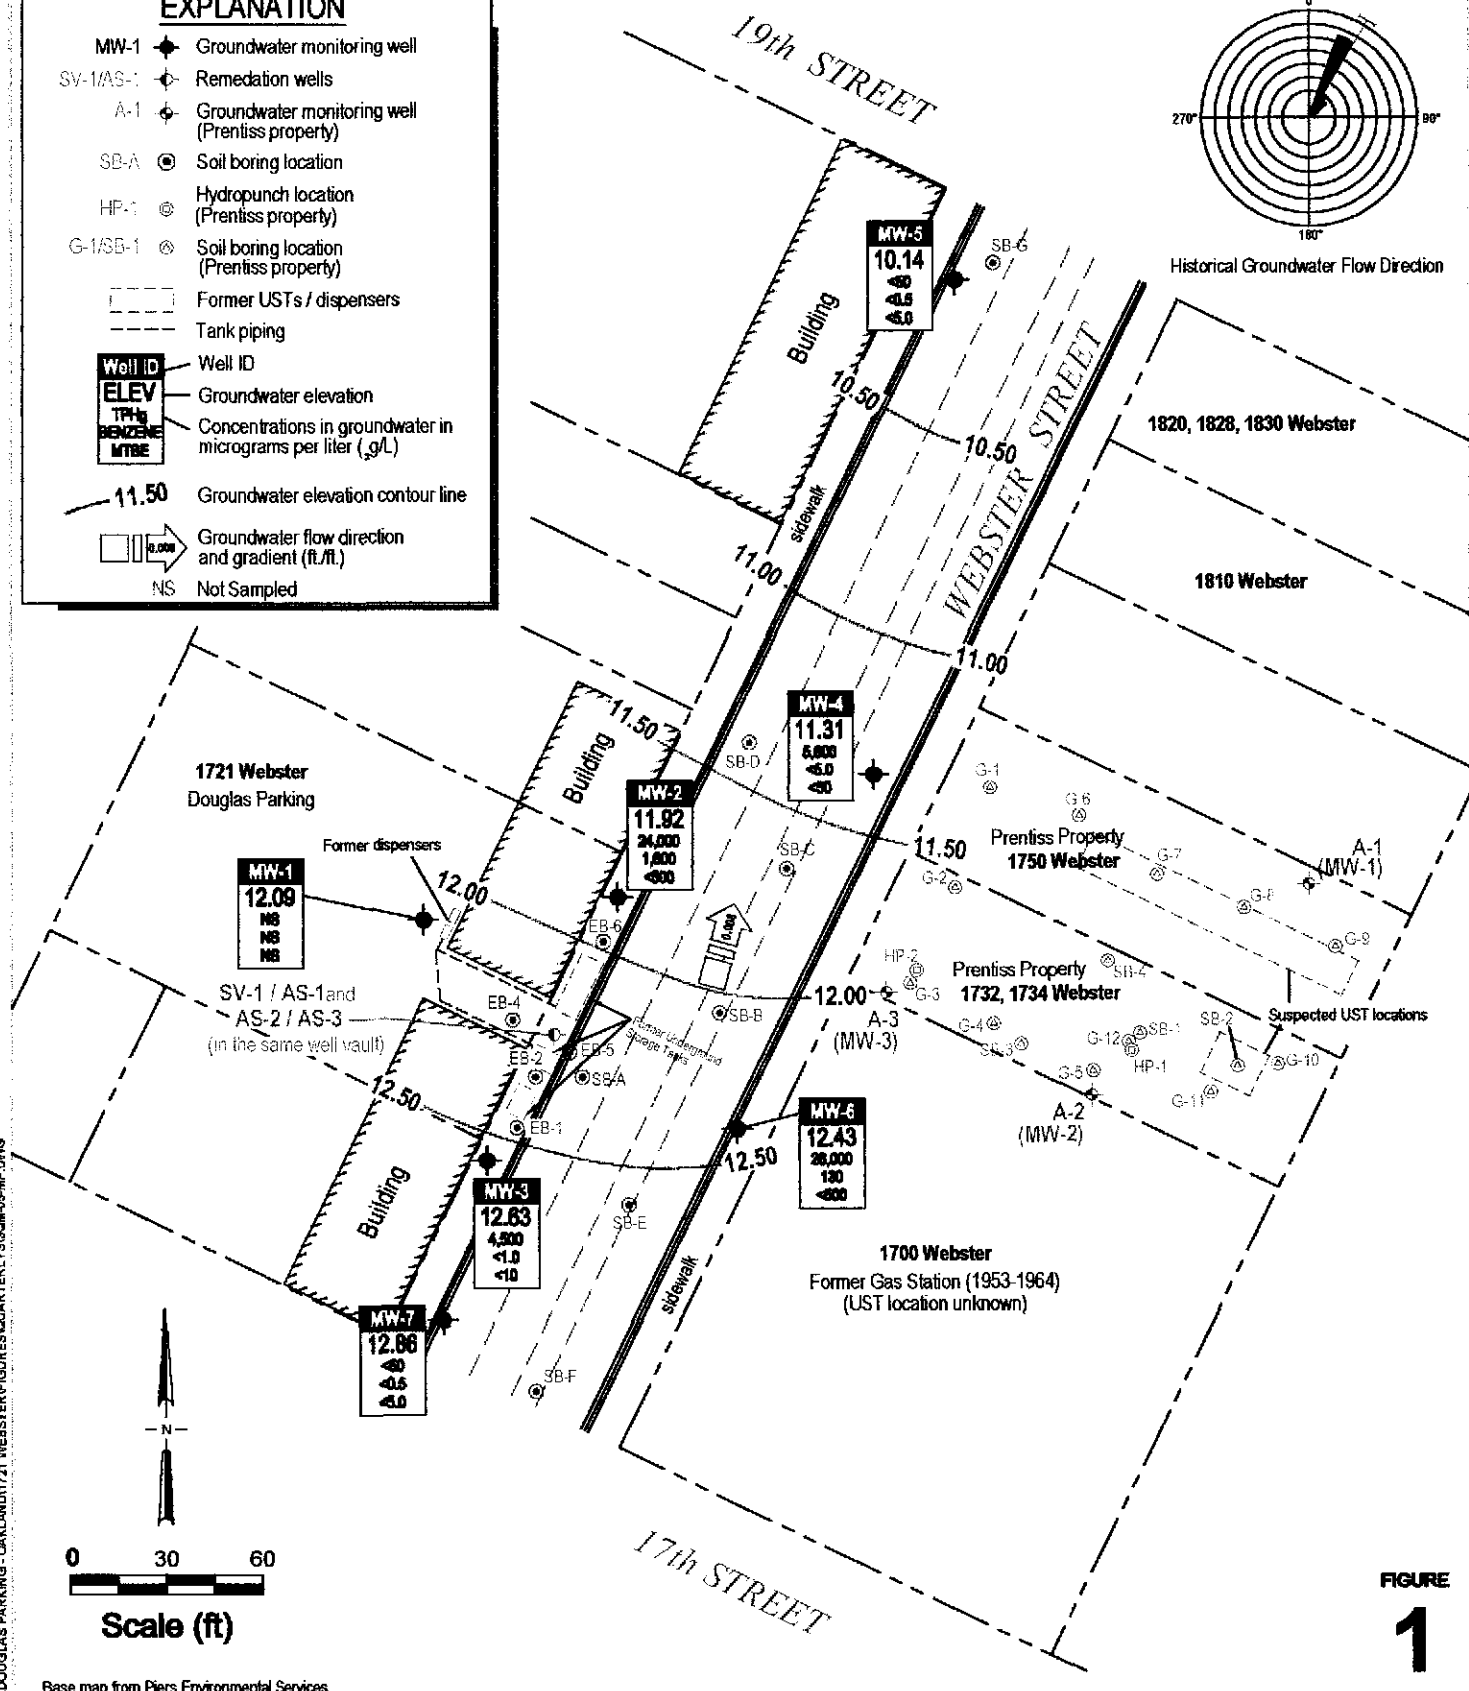 EXPLANATION
MW-1 Groundwater monitoring well
SV-1/AS-1 Remedation wells
A-1 Groundwater monitoring well
(Prentiss property)
SB-A Soil boring location
HP-1 Hydropunch location
(Prentiss property)
G-1/SB-1 Soil boring location
(Prentiss property)
Former USTs / dispensers
Tank piping
Well ID Well ID
ELEV Groundwater elevation
TPHg
BENZENE
MTBE
Concentrations in groundwater in
micrograms per liter (µg/L)
11.50 Groundwater elevation contour line
0.008 Groundwater flow direction
and gradient (ft./ft.)
NS Not Sampled
19th STREET
0
270°
90°
180°
Historical Groundwater Flow Direction
MW-5
10.14
<50
<0.5
<5.0
SB-G
Building
10.50
10.50
WEBSTER STREET
sidewalk
1820, 1828, 1830 Webster
11.00
11.00
1810 Webster
11.50
MW-4
11.31
5,600
<5.0
<50
SB-D
Building
1721 Webster
Douglas Parking
MW-2
11.92
24,000
1,600
<500
SB-C
11.50
G-1
G-6
Prentiss Property
1750 Webster
G-7
A-1
(MW-1)
G-2
G-8
G-9
Former dispensers
MW-1
12.09
NS
NS
NS
12.00
EB-6
0.008
HP-2
G-3
Prentiss Property
1732, 1734 Webster
SB-4
12.00
A-3
(MW-3)
Suspected UST locations
SV-1 / AS-1and
AS-2 / AS-3
(in the same well vault)
EB-4
SB-B
Former Underground
Storage Tanks
EB-5
EB-2
SB-A
G-4
SB-3
G-12
SB-1
HP-1
SB-2
?
G-10
G-5
G-11
A-2
(MW-2)
12.50
EB-1
12.50
MW-6
12.43
28,000
130
<500
MW-3
12.63
4,500
<1.0
<10
SB-E
Building
sidewalk
1700 Webster
Former Gas Station (1953-1964)
(UST location unknown)
MW-7
12.86
<50
<0.5
<5.0
SB-F
N
0 30 60
Scale (ft)
17th STREET
FIGURE
1
Base map from Piers Environmental Services